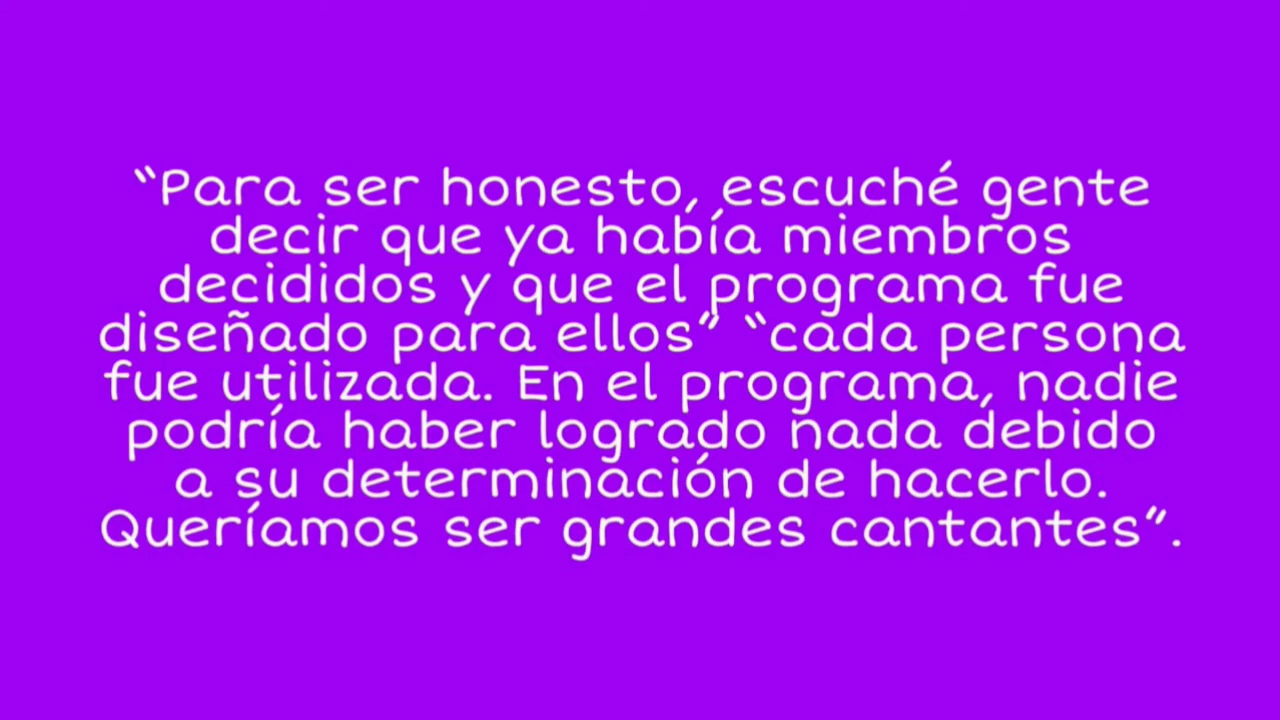 “Para ser honesto, escuché gente
decir que ya había miembros
decididos y que el programa fue
diseñado para ellos” “cada persona
fue utilizada. En el programa, nadie
podría haber logrado nada debido
a su determinación de hacerlo.
Queríamos ser grandes cantantes”.